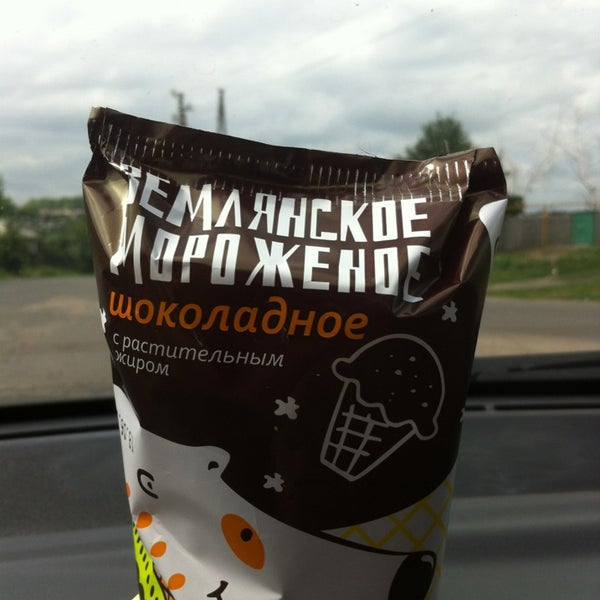 ЗЕМЛЯНСКОЕ
МОРОЖЕНОЕ
шоколадное
с растительным
жиром